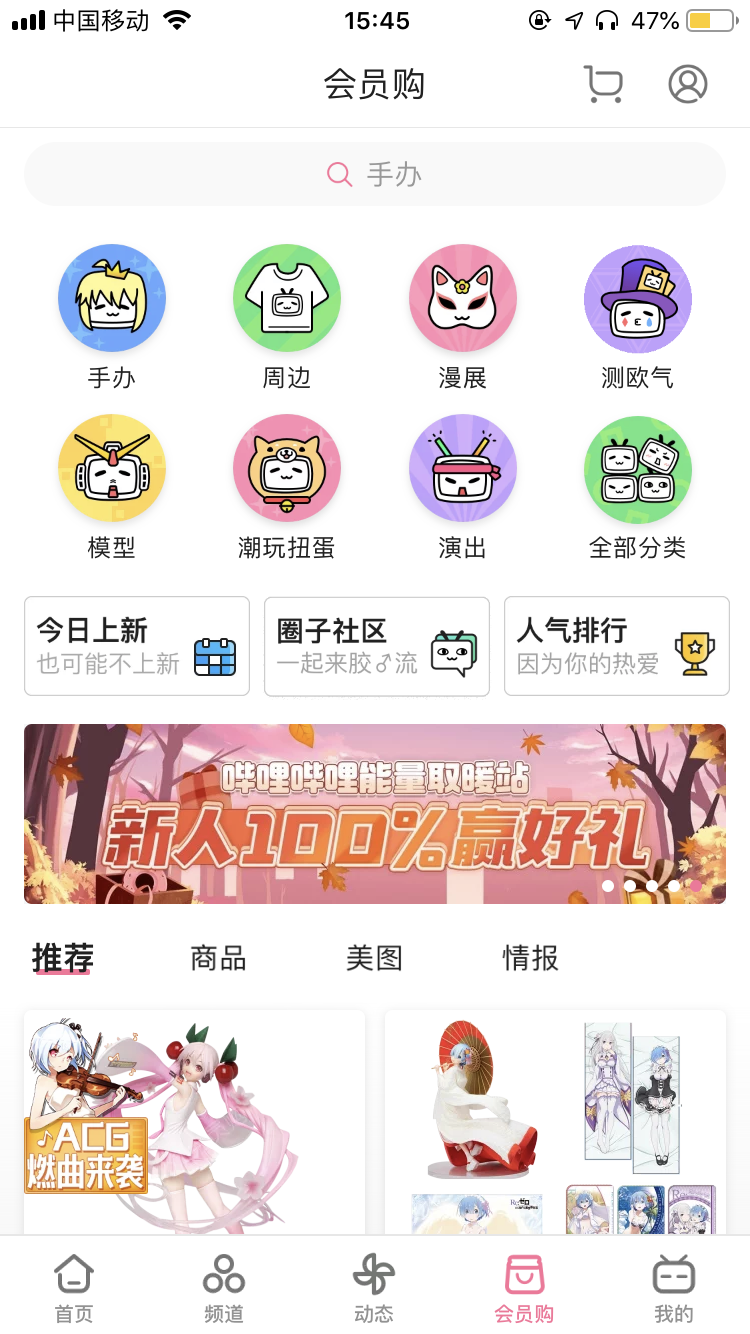 中国移动 15:45 47%
会员购
手办
手办 周边 漫展 测欧气
模型 潮玩扭蛋 演出 全部分类
今日上新 圈子社区 人气排行
也可能不上新 一起来胶♂流 因为你的热爱
哔哩哔哩能量取暖站
新人100%赢好礼
推荐 商品 美图 情报
ACG
燃曲来袭
Re:ゼロ
首页 频道 动态 会员购 我的